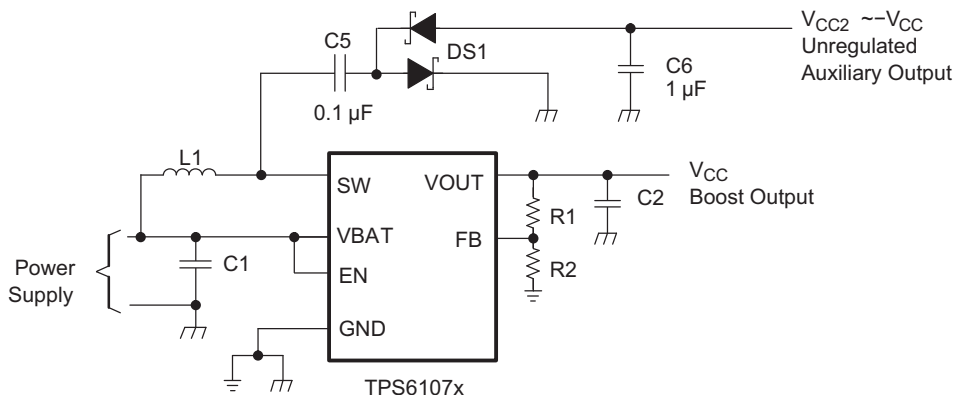 C5
0.1 µF
DS1
C6
1 µF
VCC2 ~–VCC
Unregulated
Auxiliary Output
L1
SW
VOUT
VBAT
FB
EN
GND
C1
Power
Supply
R1
R2
C2
VCC
Boost Output
TPS6107x